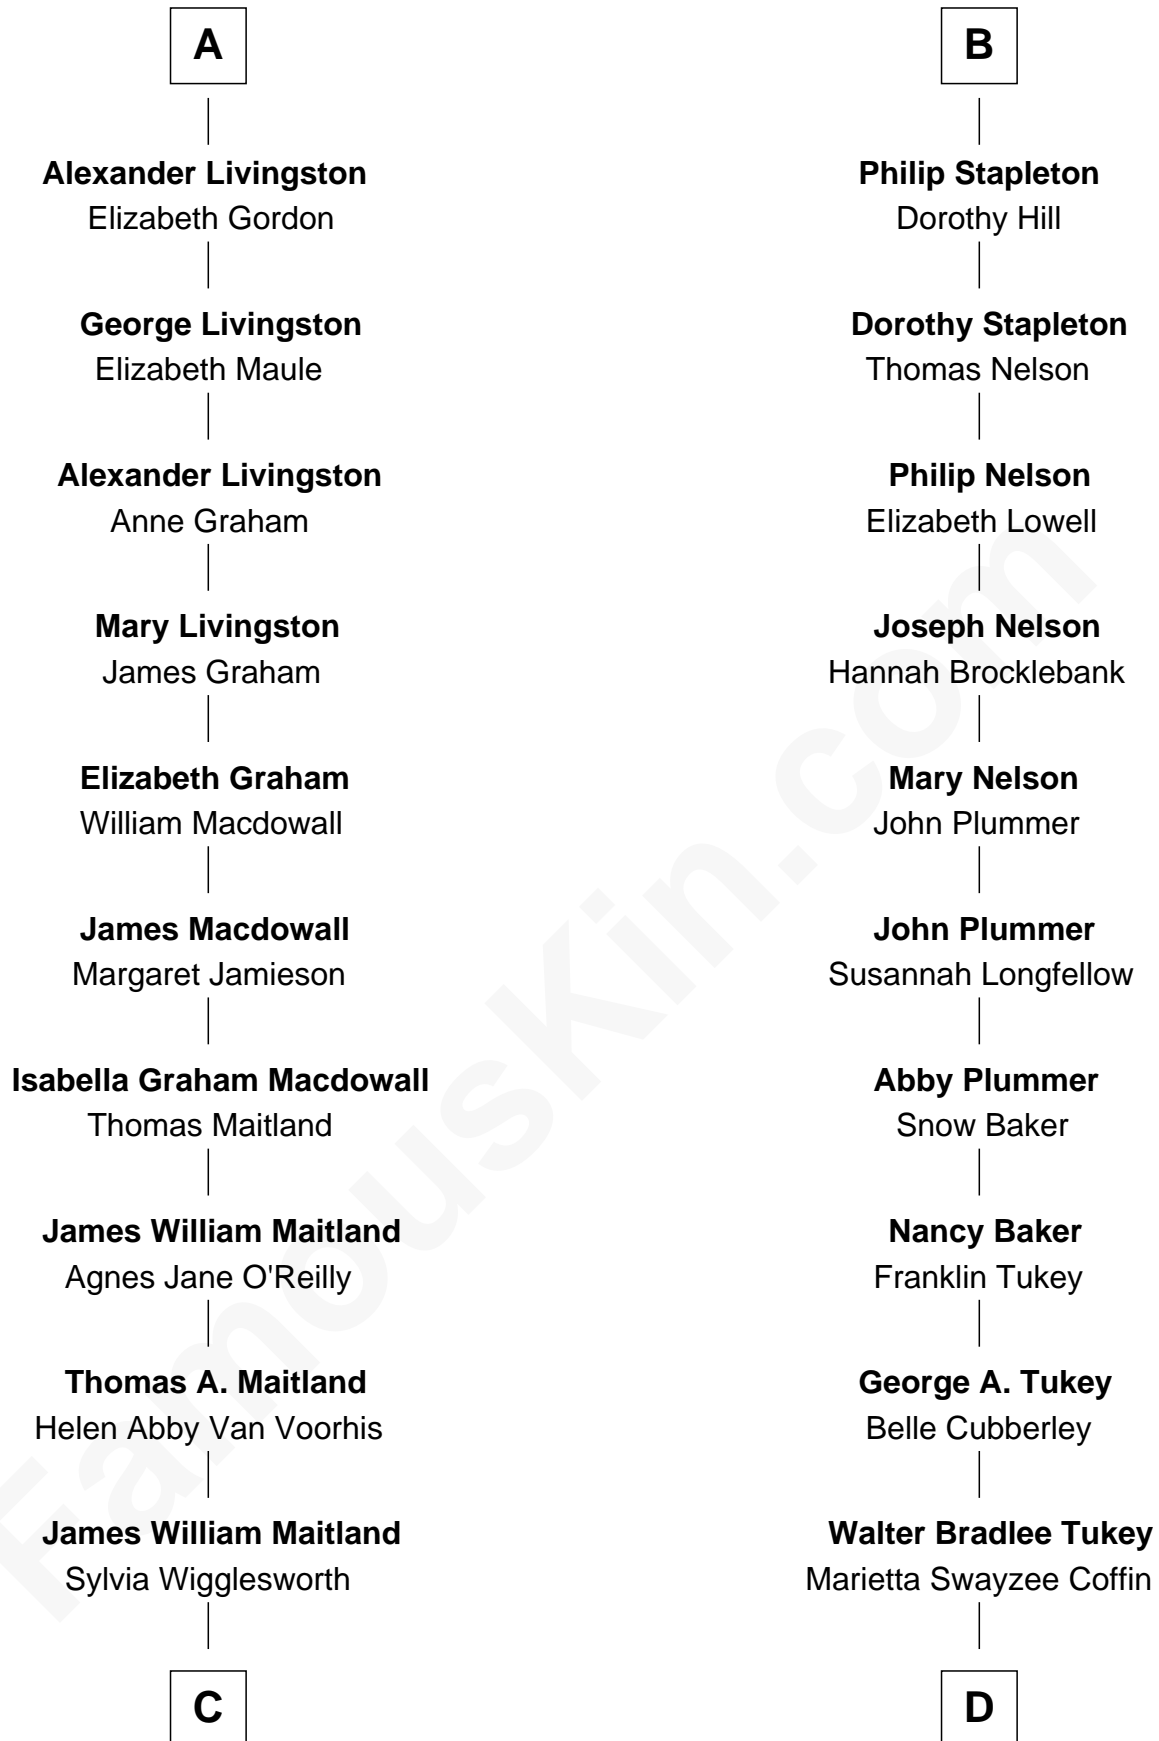 A
Alexander Livingston
Elizabeth Gordon
George Livingston
Elizabeth Maule
Alexander Livingston
Anne Graham
Mary Livingston
James Graham
Elizabeth Graham
William Macdowall
James Macdowall
Margaret Jamieson
Isabella Graham Macdowall
Thomas Maitland
James William Maitland
Agnes Jane O'Reilly
Thomas A. Maitland
Helen Abby Van Voorhis
James William Maitland
Sylvia Wigglesworth
C
B
Philip Stapleton
Dorothy Hill
Dorothy Stapleton
Thomas Nelson
Philip Nelson
Elizabeth Lowell
Joseph Nelson
Hannah Brocklebank
Mary Nelson
John Plummer
John Plummer
Susannah Longfellow
Abby Plummer
Snow Baker
Nancy Baker
Franklin Tukey
George A. Tukey
Belle Cubberley
Walter Bradlee Tukey
Marietta Swayzee Coffin
D
FamousKin.com